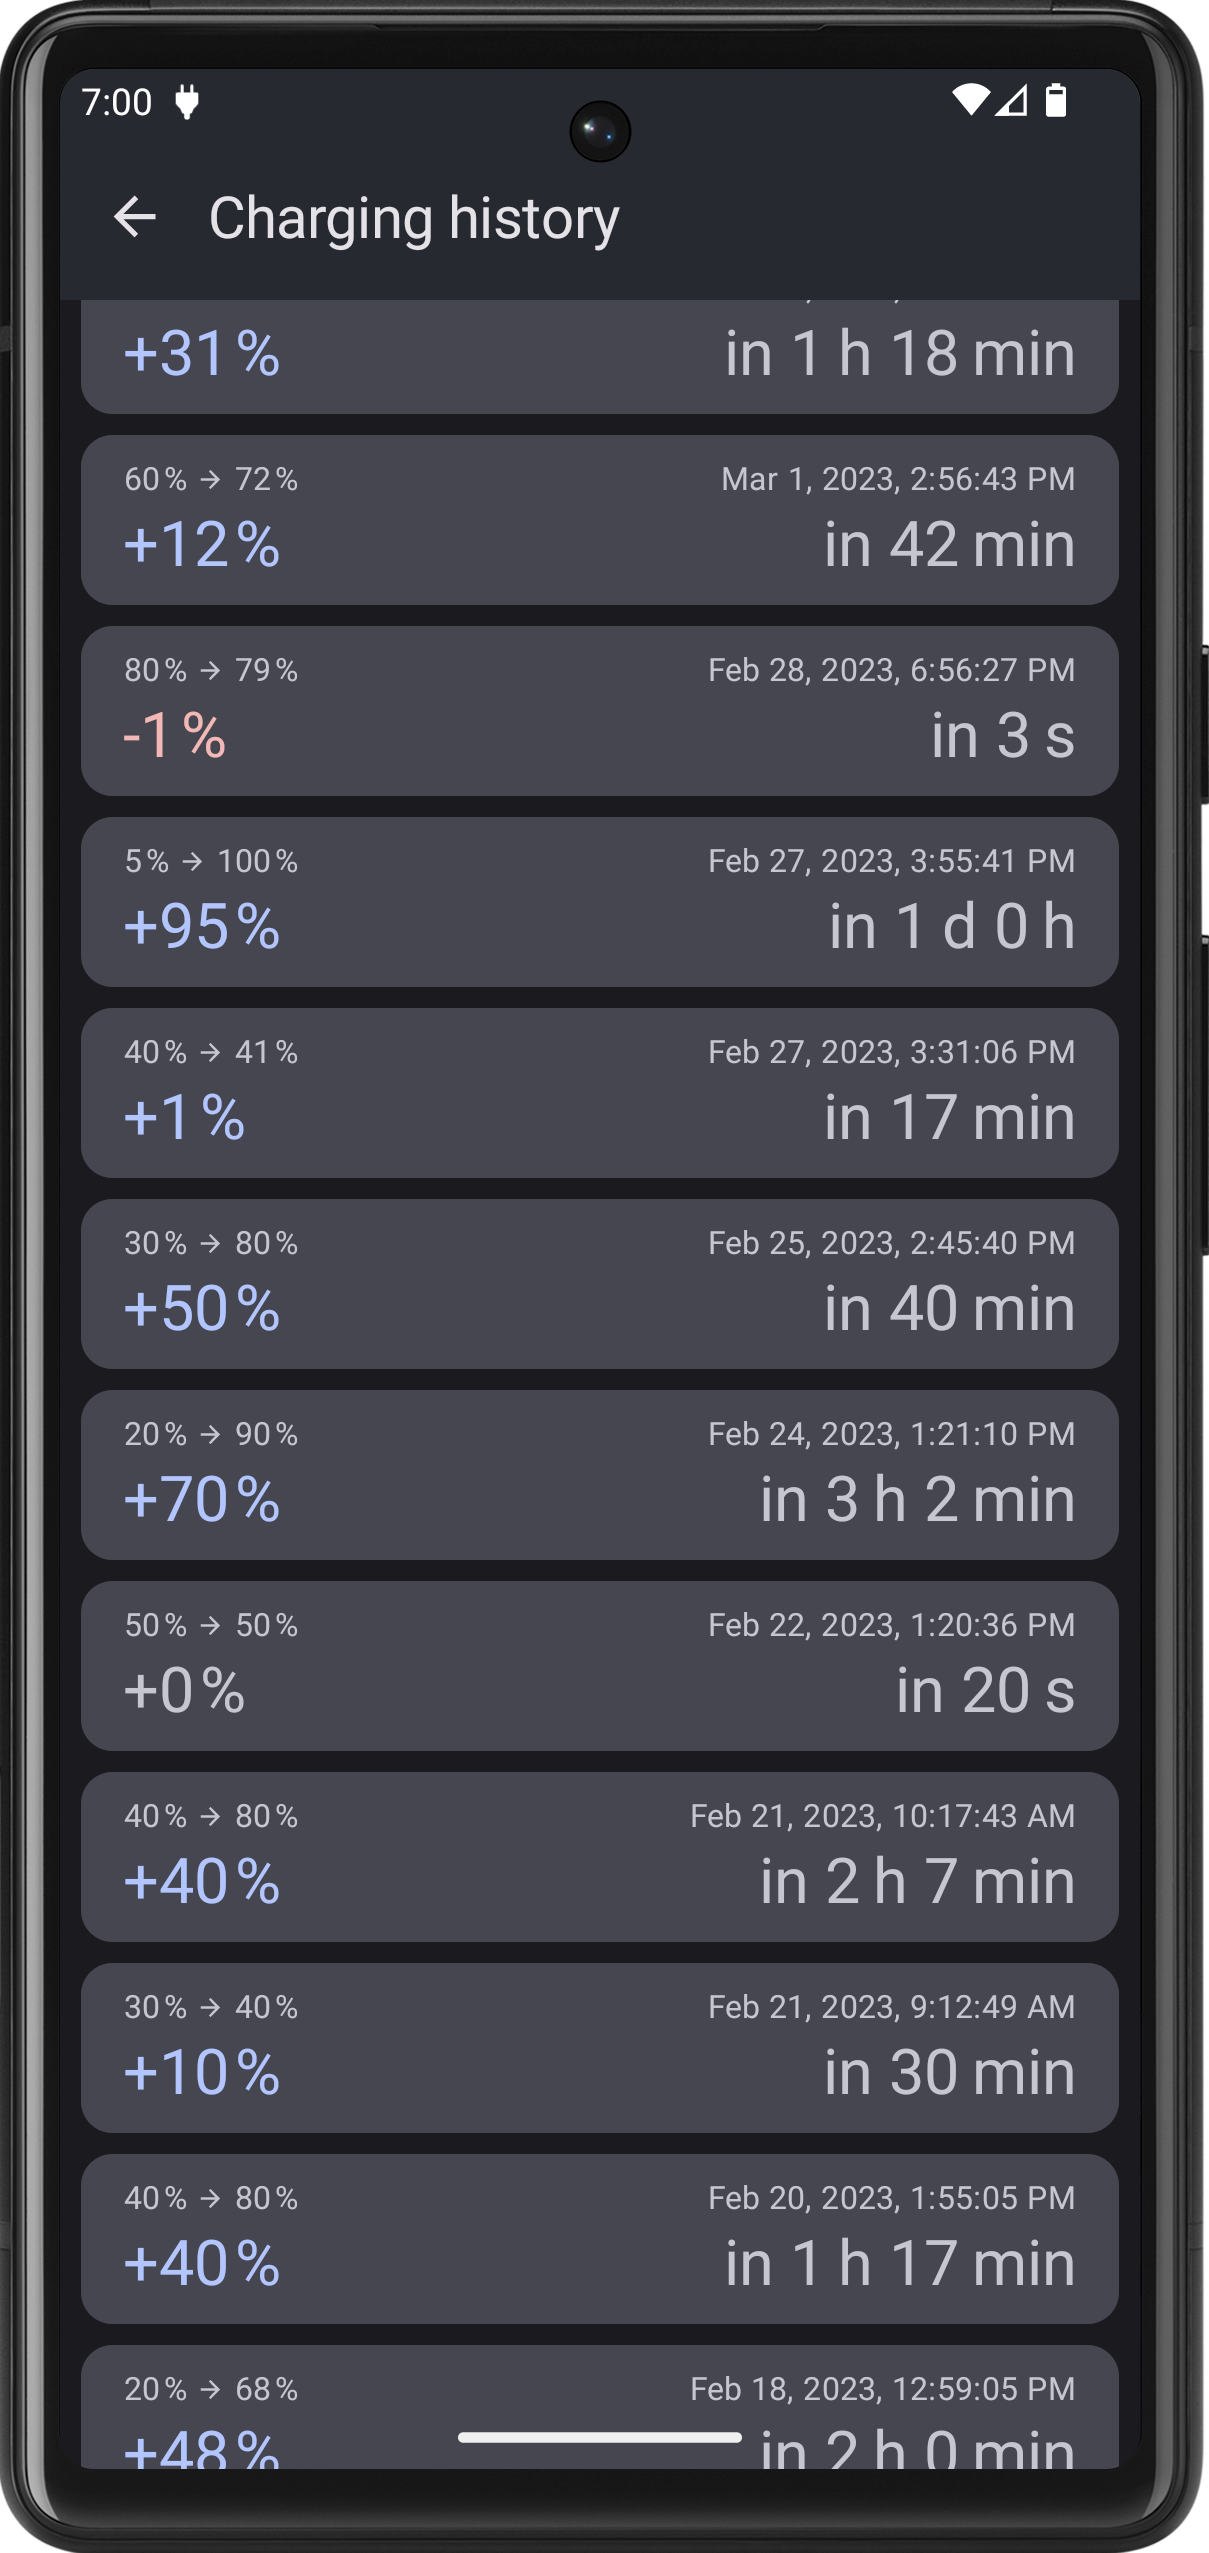 7:00
Charging history
+31 % in 1 h 18 min
60 % → 72 % Mar 1, 2023, 2:56:43 PM
+12 % in 42 min
80 % → 79 % Feb 28, 2023, 6:56:27 PM
-1 % in 3 s
5 % → 100 % Feb 27, 2023, 3:55:41 PM
+95 % in 1 d 0 h
40 % → 41 % Feb 27, 2023, 3:31:06 PM
+1 % in 17 min
30 % → 80 % Feb 25, 2023, 2:45:40 PM
+50 % in 40 min
20 % → 90 % Feb 24, 2023, 1:21:10 PM
+70 % in 3 h 2 min
50 % → 50 % Feb 22, 2023, 1:20:36 PM
+0 % in 20 s
40 % → 80 % Feb 21, 2023, 10:17:43 AM
+40 % in 2 h 7 min
30 % → 40 % Feb 21, 2023, 9:12:49 AM
+10 % in 30 min
40 % → 80 % Feb 20, 2023, 1:55:05 PM
+40 % in 1 h 17 min
20 % → 68 % Feb 18, 2023, 12:59:05 PM
+48 % in 2 h 0 min